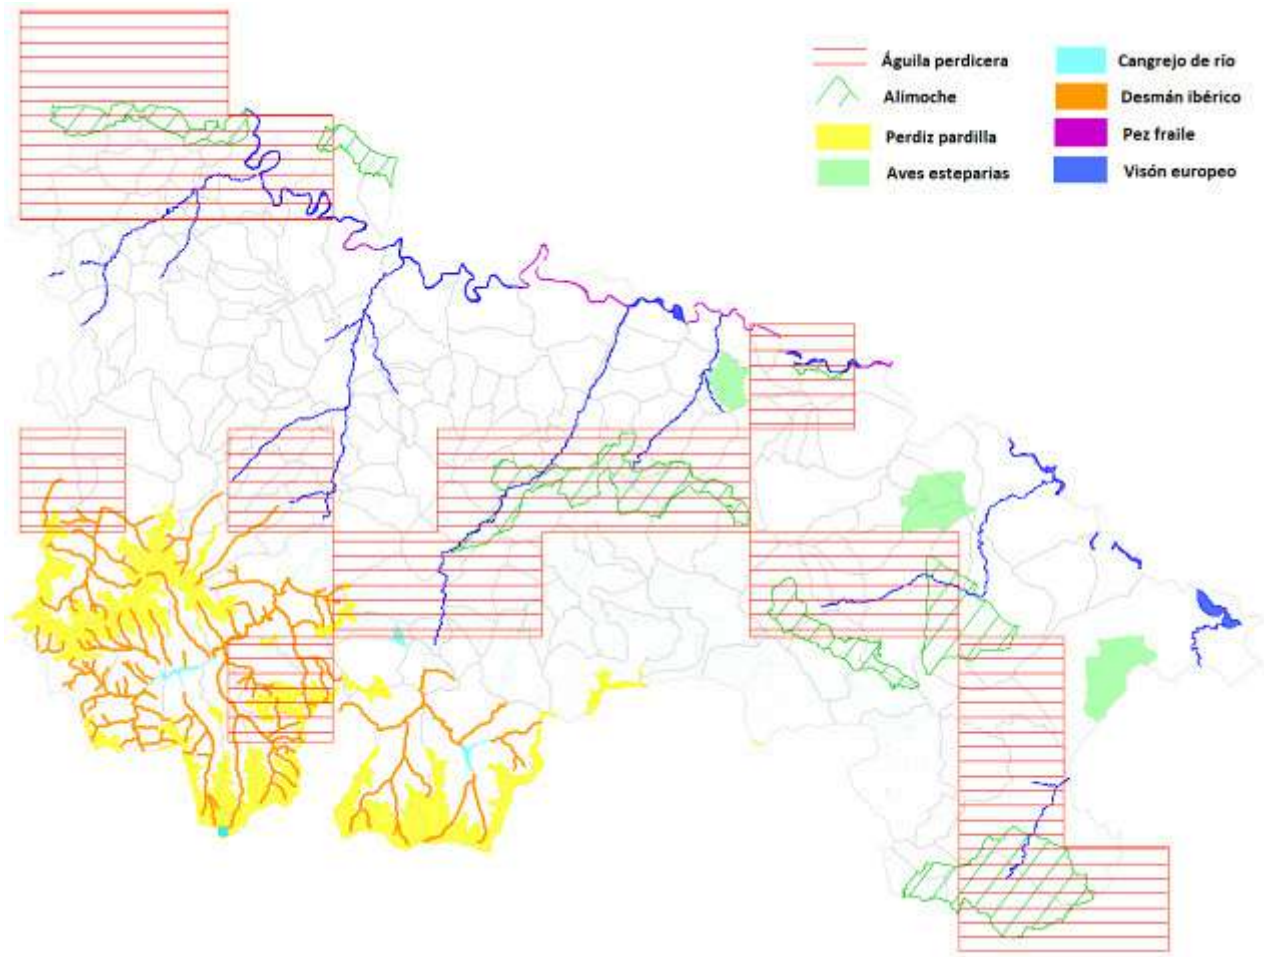 Águila perdicera
Alimoche
Perdiz pardilla
Aves esteparias
Cangrejo de río
Desmán ibérico
Pez fraile
Visón europeo